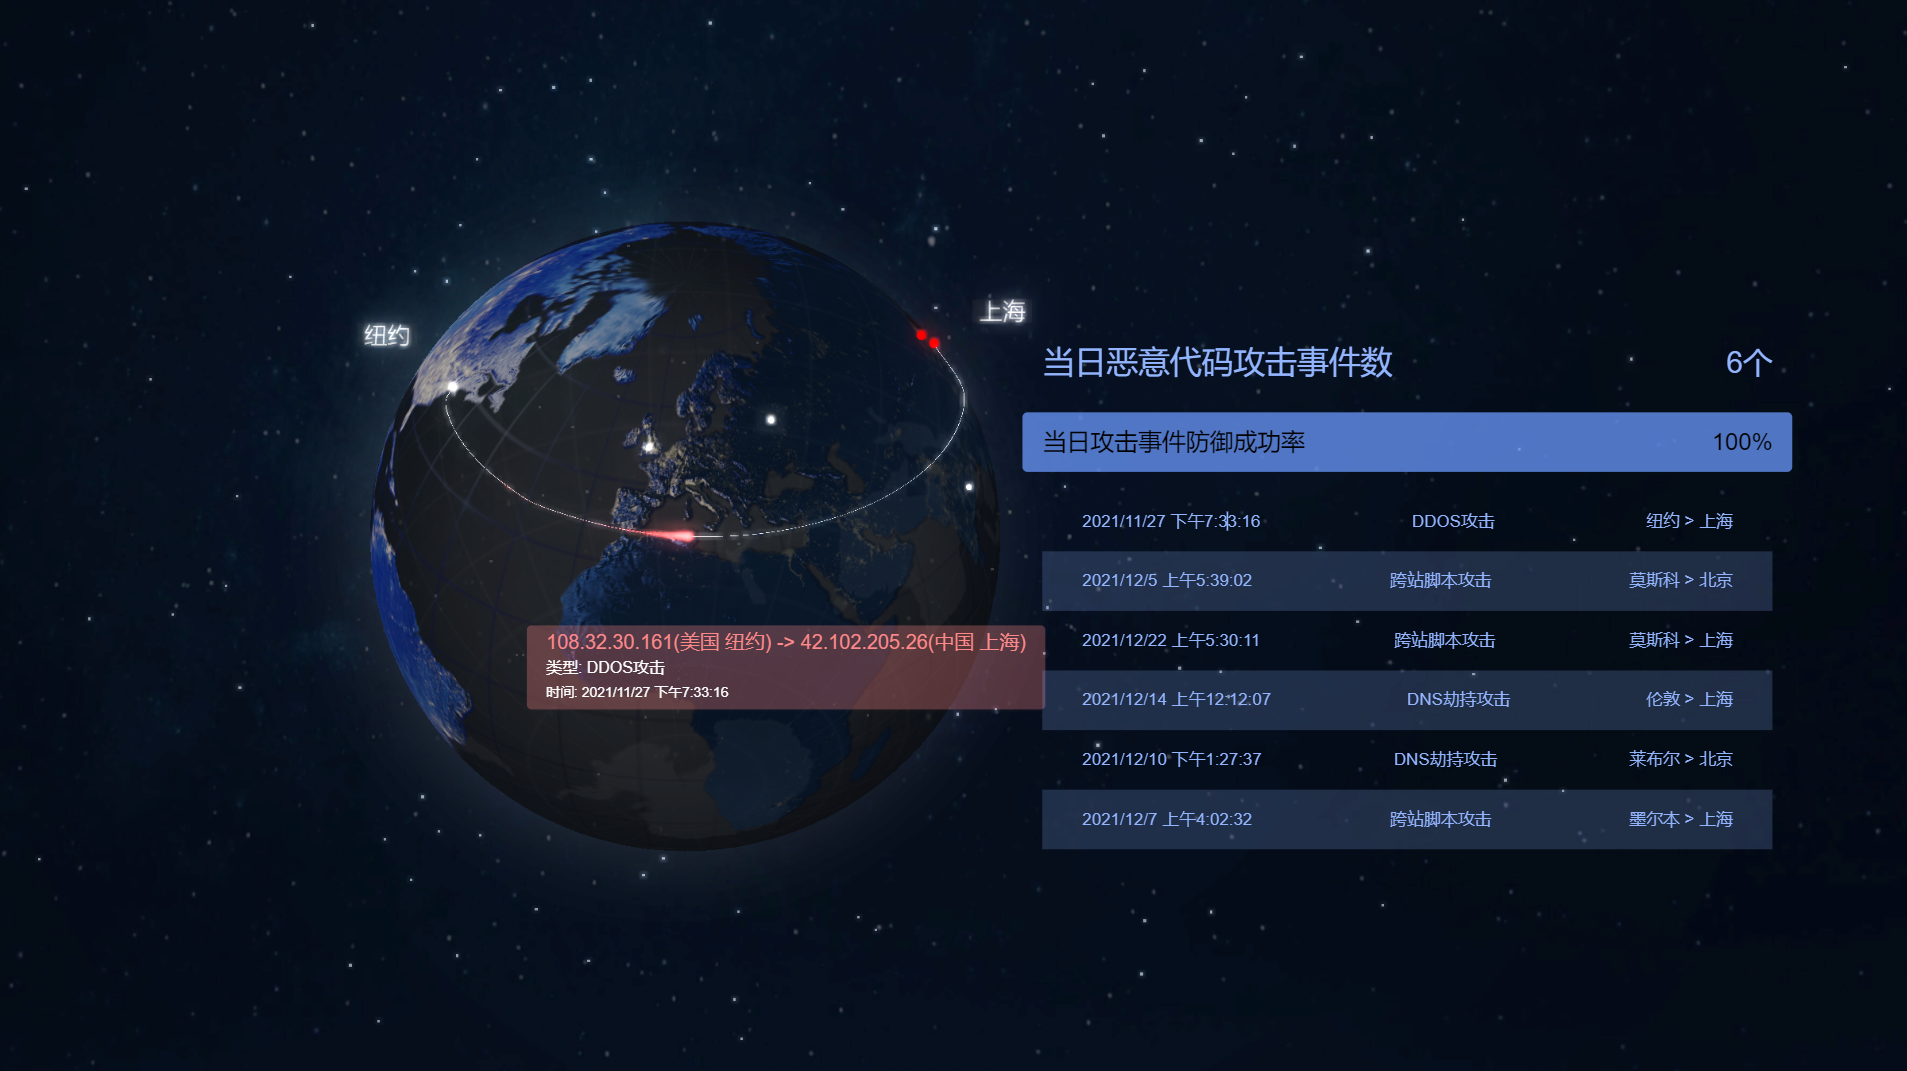 纽约
上海
108.32.30.161(美国 纽约) -> 42.102.205.26(中国 上海)
类型: DDOS攻击
时间: 2021/11/27 下午7:33:16
当日恶意代码攻击事件数 6个
当日攻击事件防御成功率 100%
2021/11/27 下午7:33:16 DDOS攻击 纽约 > 上海
2021/12/5 上午5:39:02 跨站脚本攻击 莫斯科 > 北京
2021/12/22 上午5:30:11 跨站脚本攻击 莫斯科 > 上海
2021/12/14 上午12:12:07 DNS劫持攻击 伦敦 > 上海
2021/12/10 下午1:27:37 DNS劫持攻击 莱布尔 > 北京
2021/12/7 上午4:02:32 跨站脚本攻击 墨尔本 > 上海